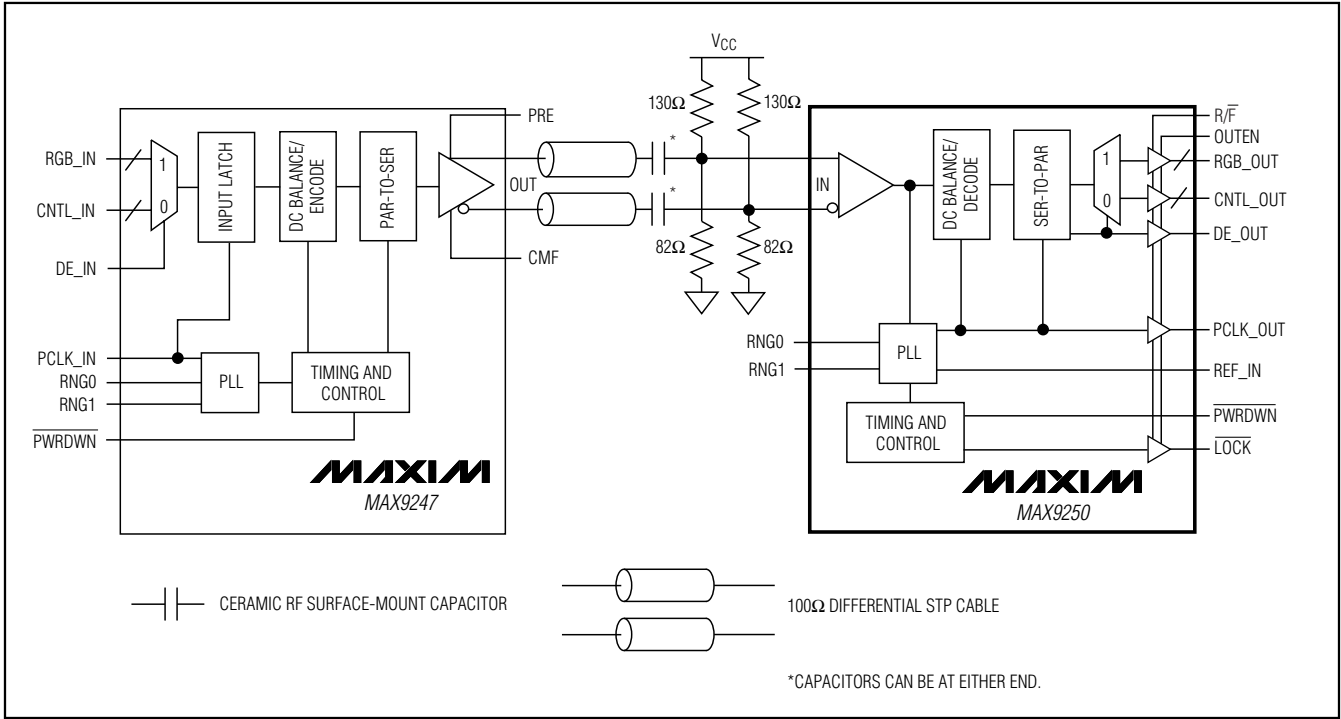 VCC
130Ω
130Ω
*
*
82Ω
82Ω
RGB_IN
CNTL_IN
DE_IN
PCLK_IN
RNG0
RNG1
PWRDWN
1
0
INPUT LATCH
DC BALANCE/
ENCODE
PAR-TO-SER
PLL
TIMING AND
CONTROL
PRE
OUT
CMF
MAXIM
MAX9247
IN
RNG0
RNG1
PLL
DC BALANCE/
DECODE
SER-TO-PAR
1
0
TIMING AND
CONTROL
R/F
OUTEN
RGB_OUT
CNTL_OUT
DE_OUT
PCLK_OUT
REF_IN
PWRDWN
LOCK
MAXIM
MAX9250
CERAMIC RF SURFACE-MOUNT CAPACITOR
100Ω DIFFERENTIAL STP CABLE
*CAPACITORS CAN BE AT EITHER END.